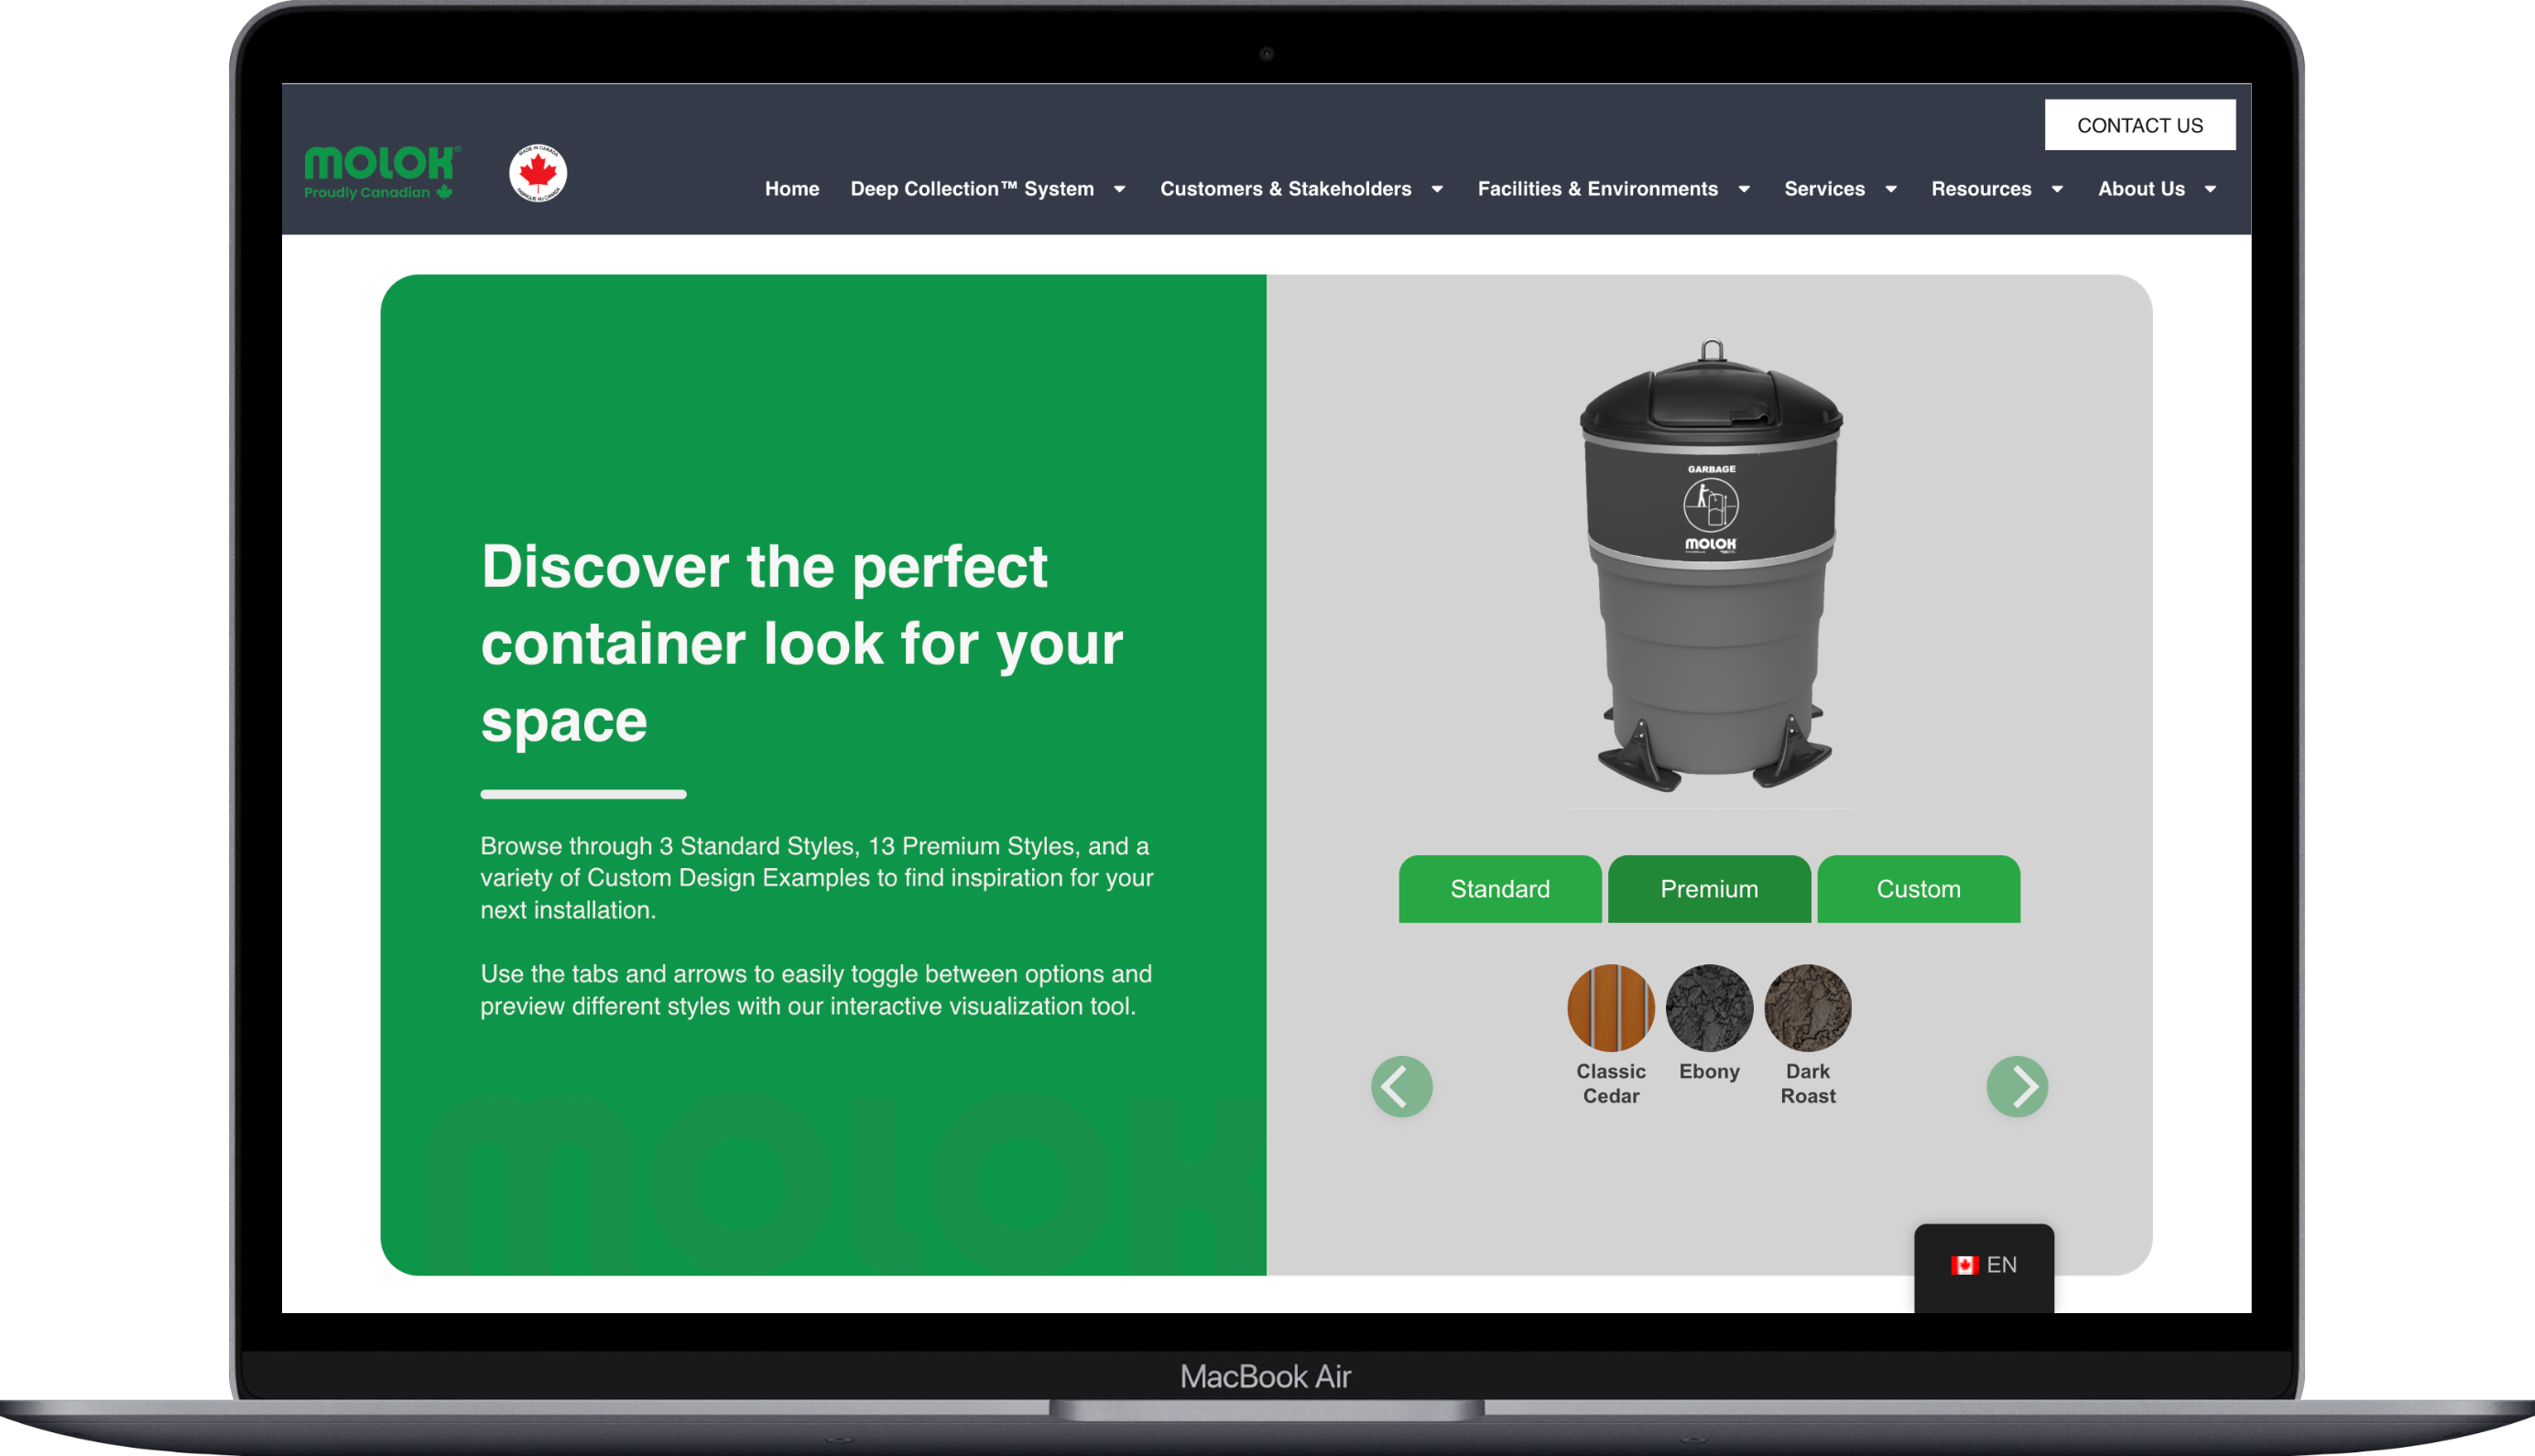 CONTACT US
MOLOK®
Proudly Canadian
MADE IN CANADA
Home Deep Collection™ System Customers & Stakeholders Facilities & Environments Services Resources About Us
Discover the perfect
container look for your
space
Browse through 3 Standard Styles, 13 Premium Styles, and a
variety of Custom Design Examples to find inspiration for your
next installation.
Use the tabs and arrows to easily toggle between options and
preview different styles with our interactive visualization tool.
MOLOK
GARBAGE
MOLOK
Standard Premium Custom
Classic
Cedar
Ebony
Dark
Roast
EN
MacBook Air